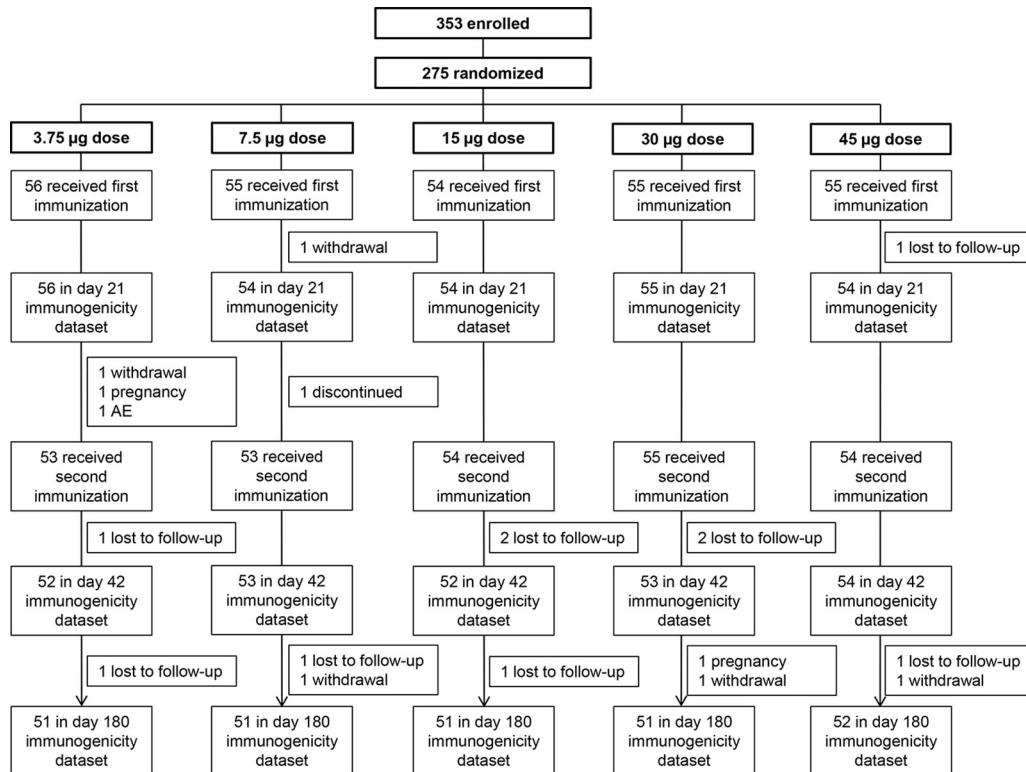 353 enrolled
275 randomized
3.75 µg dose
7.5 µg dose
15 µg dose
30 µg dose
45 µg dose
56 received first
immunization
55 received first
immunization
54 received first
immunization
55 received first
immunization
55 received first
immunization
1 withdrawal
1 lost to follow-up
56 in day 21
immunogenicity
dataset
54 in day 21
immunogenicity
dataset
54 in day 21
immunogenicity
dataset
55 in day 21
immunogenicity
dataset
54 in day 21
immunogenicity
dataset
1 withdrawal
1 pregnancy
1 AE
1 discontinued
53 received
second
immunization
53 received
second
immunization
54 received
second
immunization
55 received
second
immunization
54 received
second
immunization
1 lost to follow-up
2 lost to follow-up
2 lost to follow-up
52 in day 42
immunogenicity
dataset
53 in day 42
immunogenicity
dataset
52 in day 42
immunogenicity
dataset
53 in day 42
immunogenicity
dataset
54 in day 42
immunogenicity
dataset
1 lost to follow-up
1 lost to follow-up
1 withdrawal
1 lost to follow-up
1 pregnancy
1 withdrawal
1 lost to follow-up
1 withdrawal
51 in day 180
immunogenicity
dataset
51 in day 180
immunogenicity
dataset
51 in day 180
immunogenicity
dataset
51 in day 180
immunogenicity
dataset
52 in day 180
immunogenicity
dataset